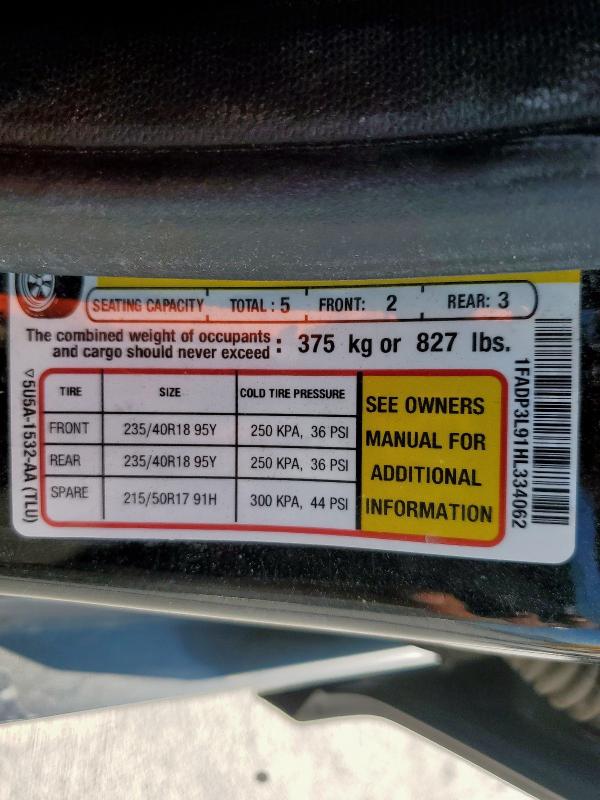 SEATING CAPACITY TOTAL : 5 FRONT: 2 REAR: 3
The combined weight of occupants
and cargo should never exceed : 375 kg or 827 lbs.
TIRE SIZE COLD TIRE PRESSURE
FRONT 235/40R18 95Y 250 KPA, 36 PSI
REAR 235/40R18 95Y 250 KPA, 36 PSI
SPARE 215/50R17 91H 300 KPA, 44 PSI
SEE OWNERS
MANUAL FOR
ADDITIONAL
INFORMATION
5U5A-1532-AA (TLU)
1FADP3L91HL334062